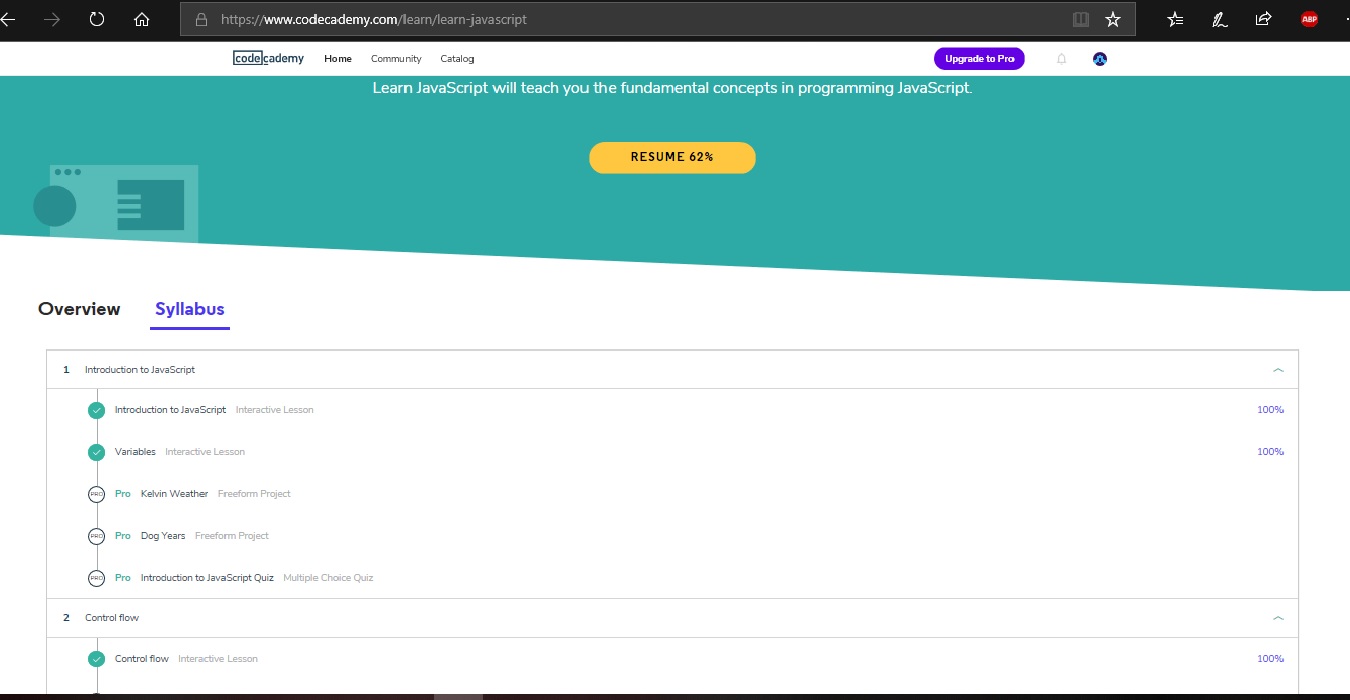 https://www.codecademy.com/learn/learn-javascript
ABP
codecademy Home Community Catalog Upgrade to Pro
Learn JavaScript will teach you the fundamental concepts in programming JavaScript.
RESUME 62%
Overview Syllabus
1 Introduction to JavaScript
Introduction to JavaScript Interactive Lesson 100%
Variables Interactive Lesson 100%
PRO Pro Kelvin Weather Freeform Project
PRO Pro Dog Years Freeform Project
PRO Pro Introduction to JavaScript Quiz Multiple Choice Quiz
2 Control flow
Control flow Interactive Lesson 100%